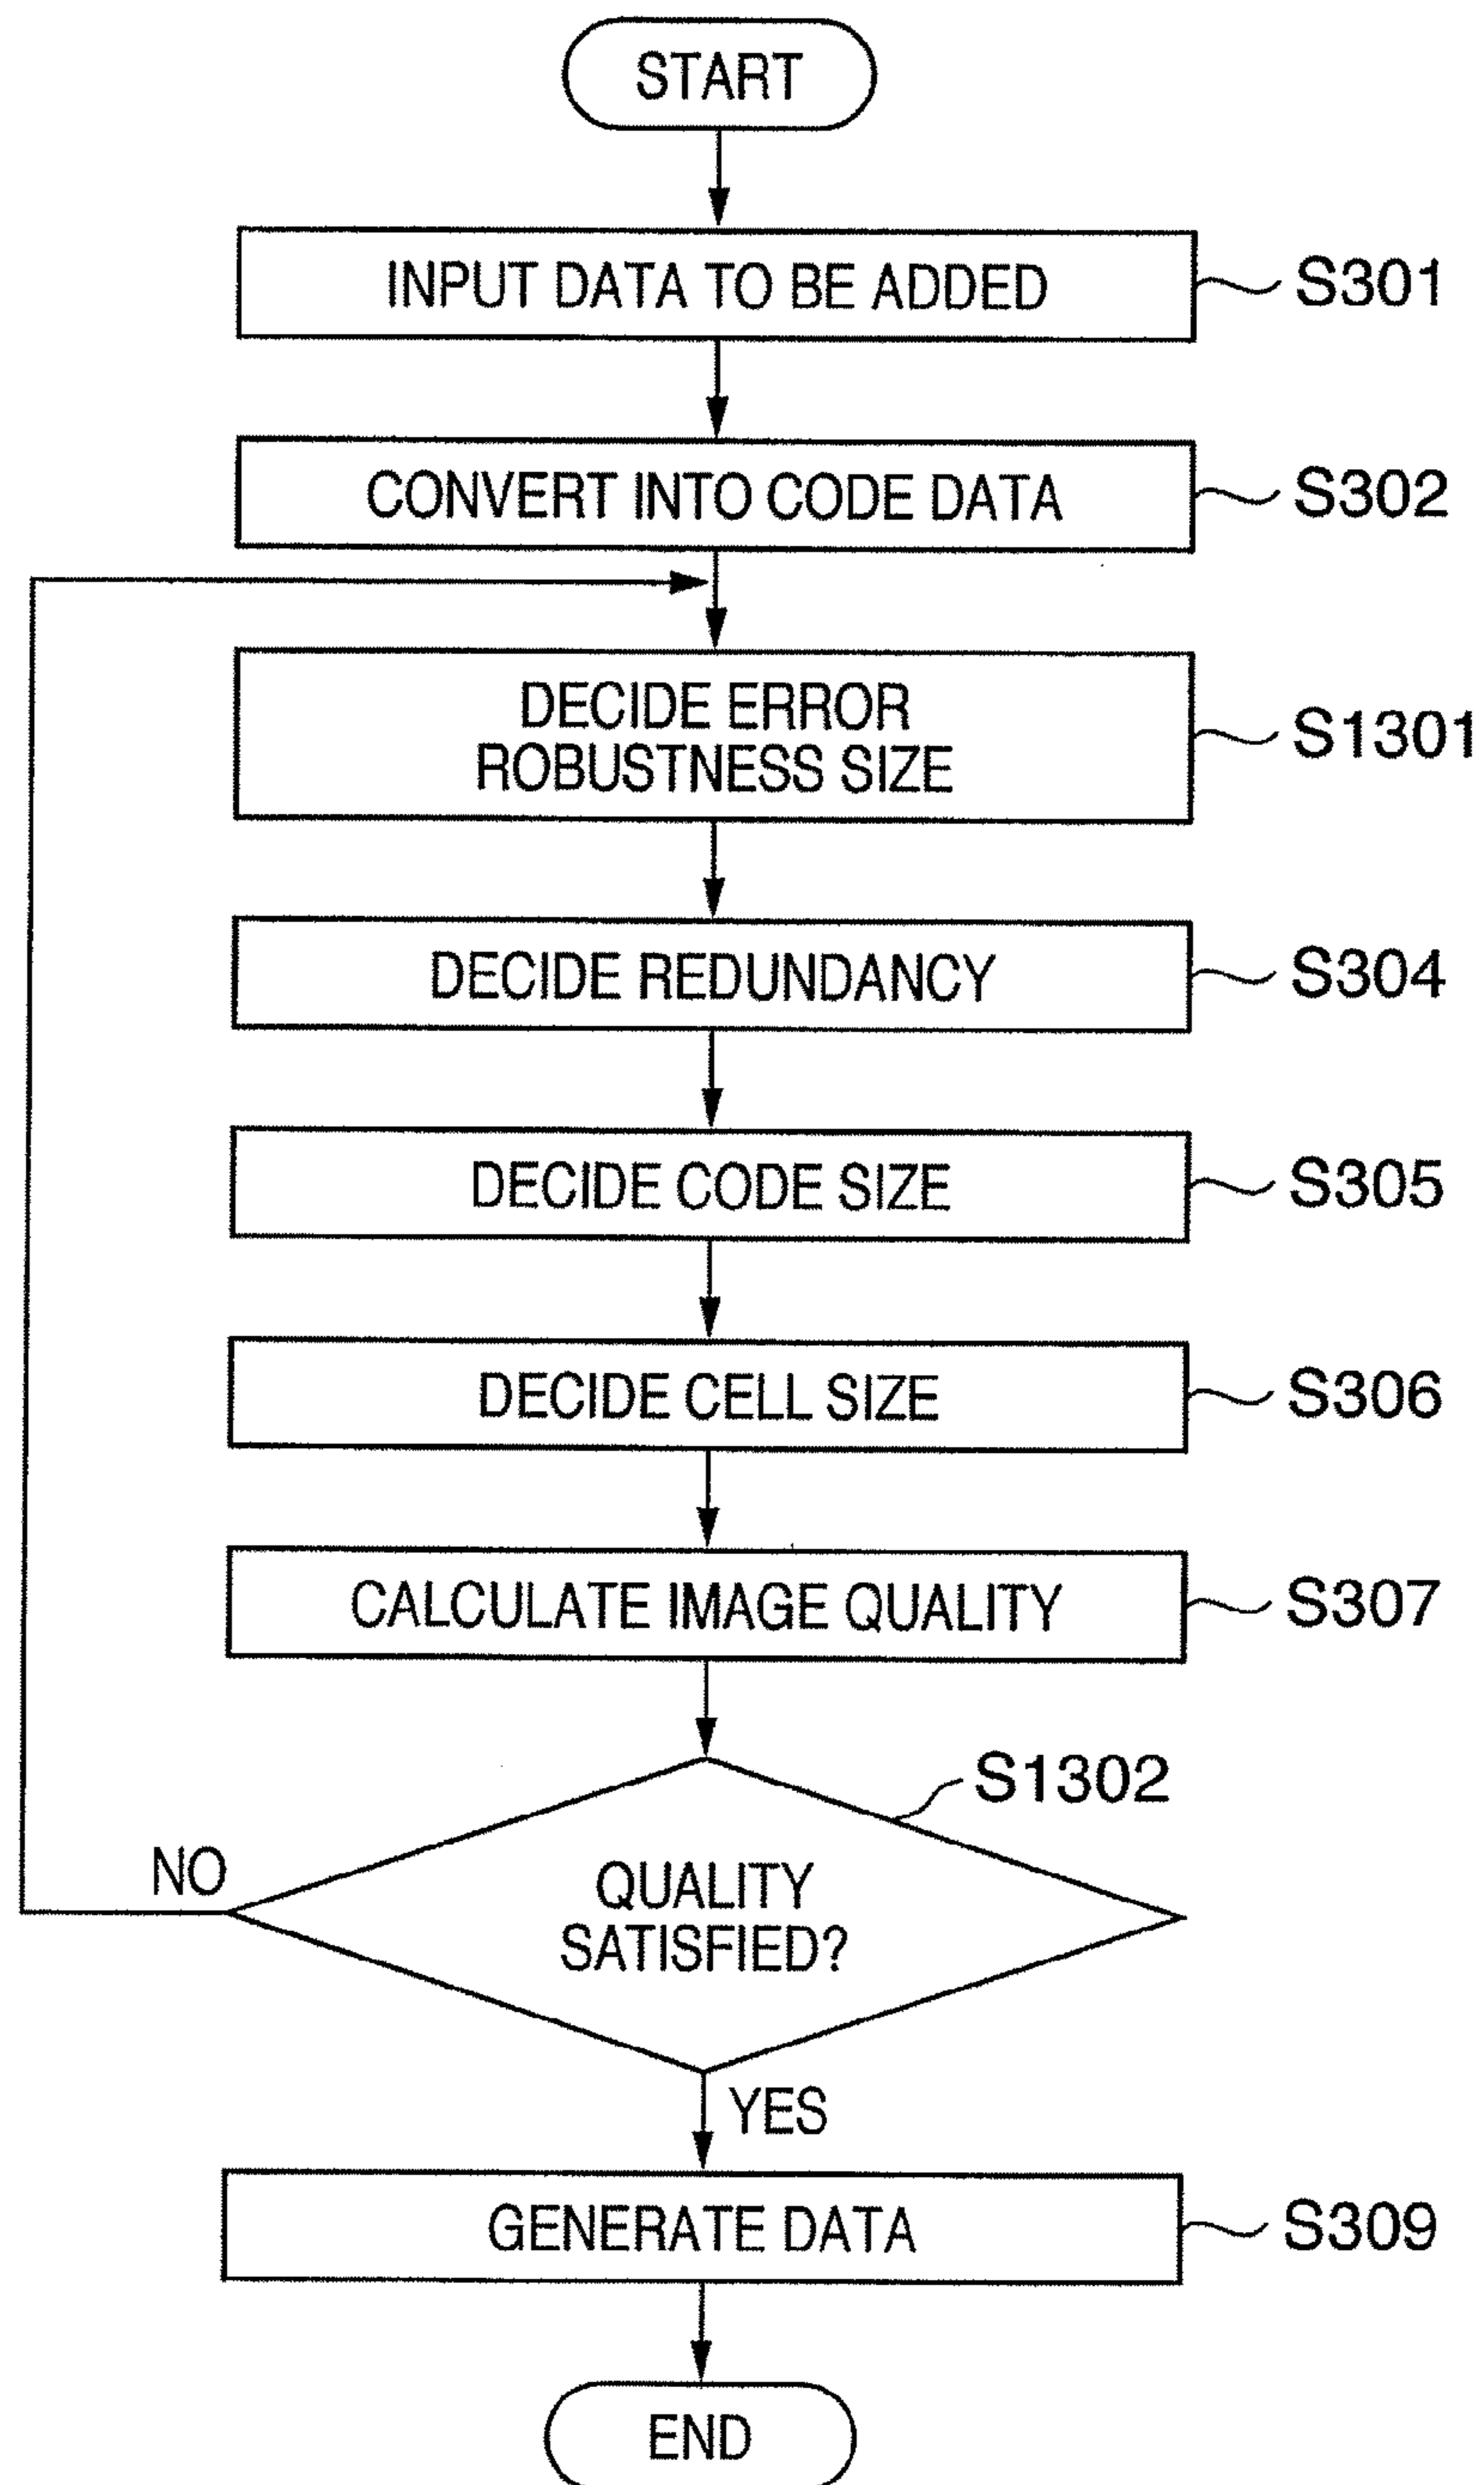 START
INPUT DATA TO BE ADDED
S301
CONVERT INTO CODE DATA
S302
DECIDE ERROR
ROBUSTNESS SIZE
S1301
DECIDE REDUNDANCY
S304
DECIDE CODE SIZE
S305
DECIDE CELL SIZE
S306
CALCULATE IMAGE QUALITY
S307
S1302
NO
QUALITY
SATISFIED?
YES
GENERATE DATA
S309
END